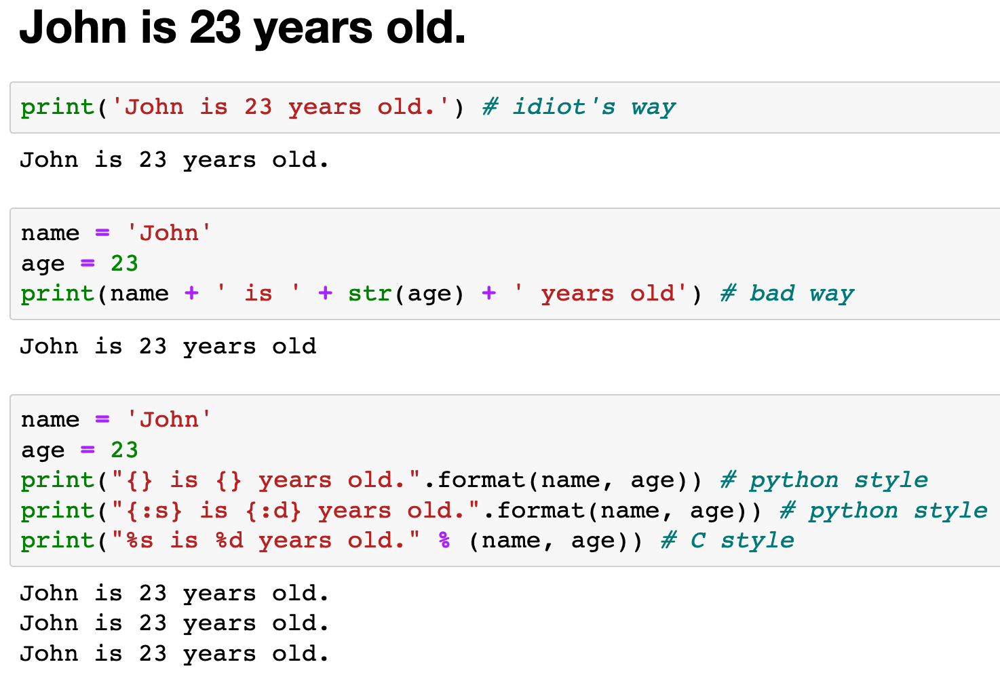 John is 23 years old.
print('John is 23 years old.') # idiot's way
John is 23 years old.
name = 'John'
age = 23
print(name + ' is ' + str(age) + ' years old') # bad way
John is 23 years old
name = 'John'
age = 23
print("{} is {} years old.".format(name, age)) # python style
print("{:s} is {:d} years old.".format(name, age)) # python style
print("%s is %d years old." % (name, age)) # C style
John is 23 years old.
John is 23 years old.
John is 23 years old.